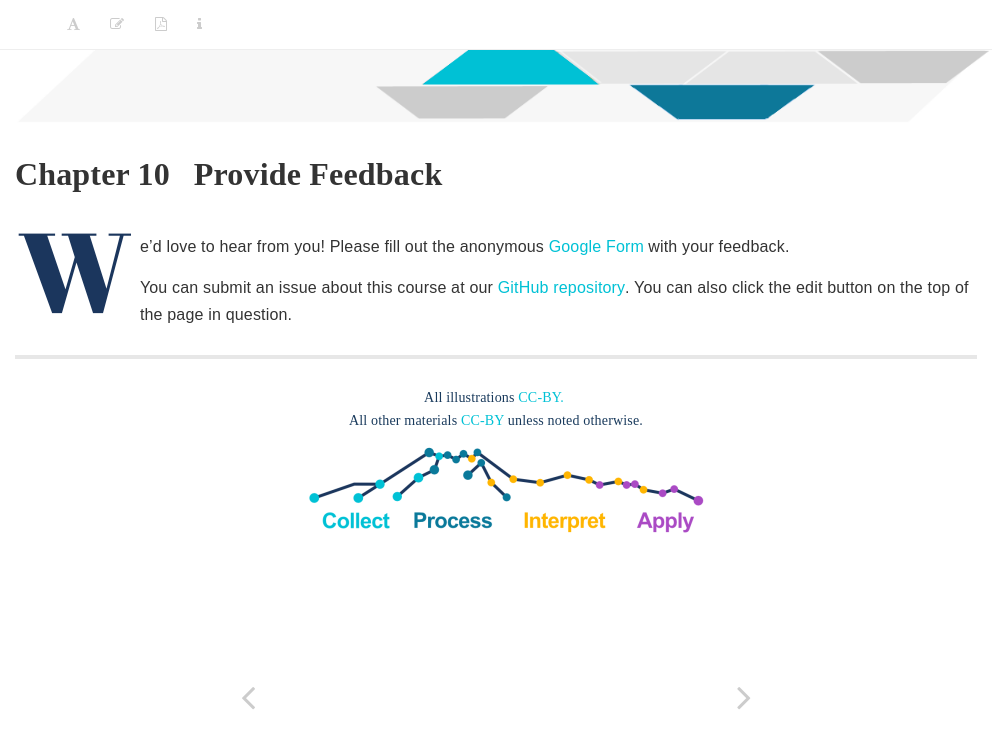 Chapter 10 Provide Feedback
We’d love to hear from you! Please fill out the anonymous Google Form with your feedback.
You can submit an issue about this course at our GitHub repository. You can also click the edit button on the top of
the page in question.
All illustrations CC-BY.
All other materials CC-BY unless noted otherwise.
Collect Process Interpret Apply